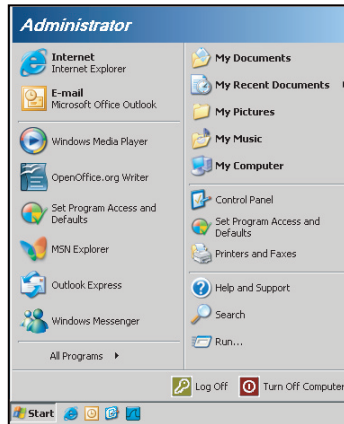 Administrator
Internet
Internet Explorer
E-mail
Microsoft Office Outlook
Windows Media Player
OpenOffice.org Writer
Set Program Access and
Defaults
MSN Explorer
Outlook Express
Windows Messenger
All Programs
My Documents
My Recent Documents
My Pictures
My Music
My Computer
Control Panel
Set Program Access and
Defaults
Printers and Faxes
Help and Support
Search
Run...
Log Off
Turn Off Computer
Start